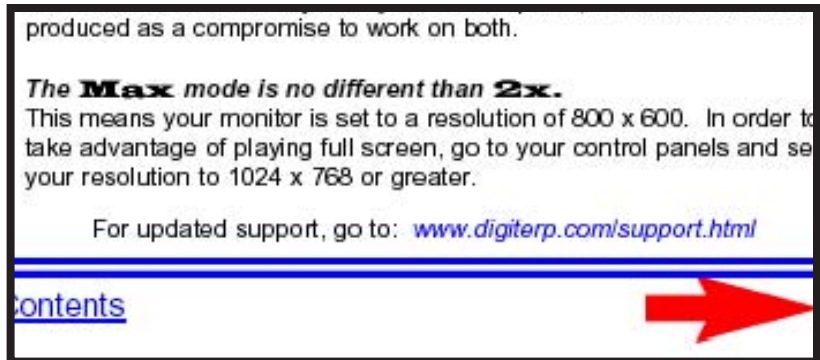 produced as a compromise to work on both.
The Max mode is no different than 2x.
This means your monitor is set to a resolution of 800 x 600. In order to
take advantage of playing full screen, go to your control panels and se
your resolution to 1024 x 768 or greater.
For updated support, go to: www.digiterp.com/support.html
ontents